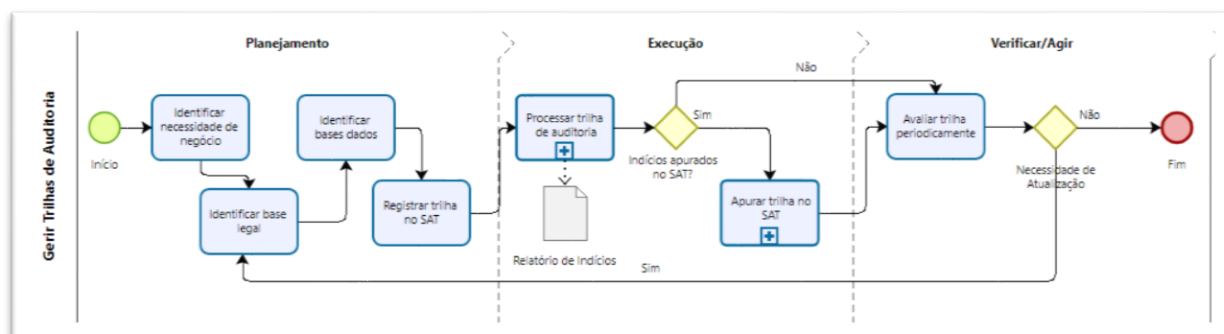 Planejamento
Execução
Verificar/Agir
Gerir Trilhas de Auditoria
Início
Identificar
necessidade de
negócio
Identificar base
legal
Identificar
bases dados
Registrar trilha
no SAT
Processar trilha
de auditoria
Relatório de Indícios
Indícios apurados
no SAT?
Não
Sim
Apurar trilha no
SAT
Avaliar trilha
periodicamente
Necessidade de
Atualização
Não
Fim
Sim